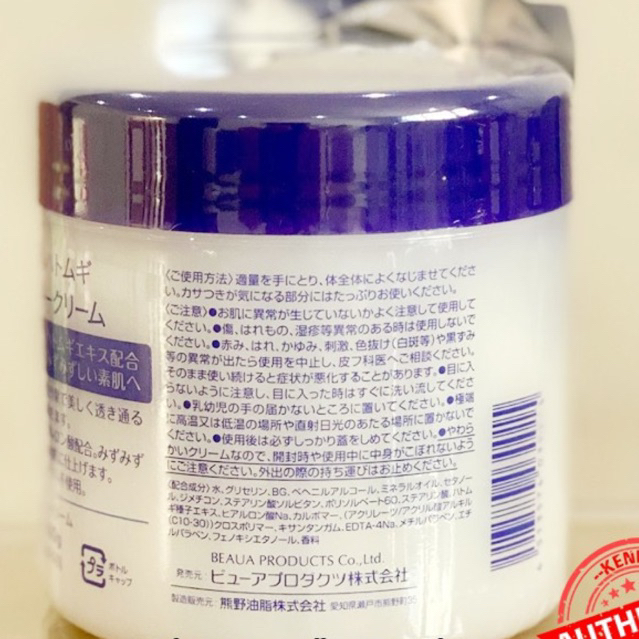 トムギ
クリーム
ギエキス配合
ずしい素肌へ
で美しく透き通る
ます。
ン酸配合。みずみず
に仕上げます。
使用。
ーム
プラ
ボトル
キャップ
〈ご使用方法〉適量を手にとり、体全体によくなじませてくださ
い。カサつきが気になる部分にはたっぷりお使いください。
〈ご注意〉●お肌に異常が生じていないかよく注意して使用して
ください。●傷、はれもの、湿疹等異常のある時は使用しないで
ください。●赤み、はれ、かゆみ、刺激、色抜け(白斑等)や黒ずみ
等の異常が出たら使用を中止し、皮フ科医へご相談ください。
そのまま使い続けると症状が悪化することがあります。●目に入
らないように注意し、目に入った時はすぐに洗い流してくださ
い。●乳幼児の手の届かないところに置いてください。●極端
に高温又は低温の場所や直射日光のあたる場所に置かないで
ください。●使用後は必ずしっかり蓋をしめてください。●やわら
かいクリームなので、開封時や使用中に中身がこぼれないよう
にご注意ください。外出の際の持ち運びはお止めください。
〈配合成分〉水、グリセリン、BG、ベヘニルアルコール、ミネラルオイル、セタノー
ル、ジメチコン、ステアリン酸ソルビタン、ポリソルベート60、ステアリン酸、ハトム
ギ種子エキス、ヒアルロン酸Na、カルボマー、(アクリレーツ/アクリル酸アルキル
(C10-30))クロスポリマー、キサンタンガム、EDTA-4Na、メチルパラベン、エチ
ルパラベン、フェノキシエタノール、香料
BEAUA PRODUCTS Co., Ltd.
発売元: ビューアプロダクツ株式会社
製造販売元: 熊野油脂株式会社 愛知県瀬戸市熊野町
KEN
AUTH